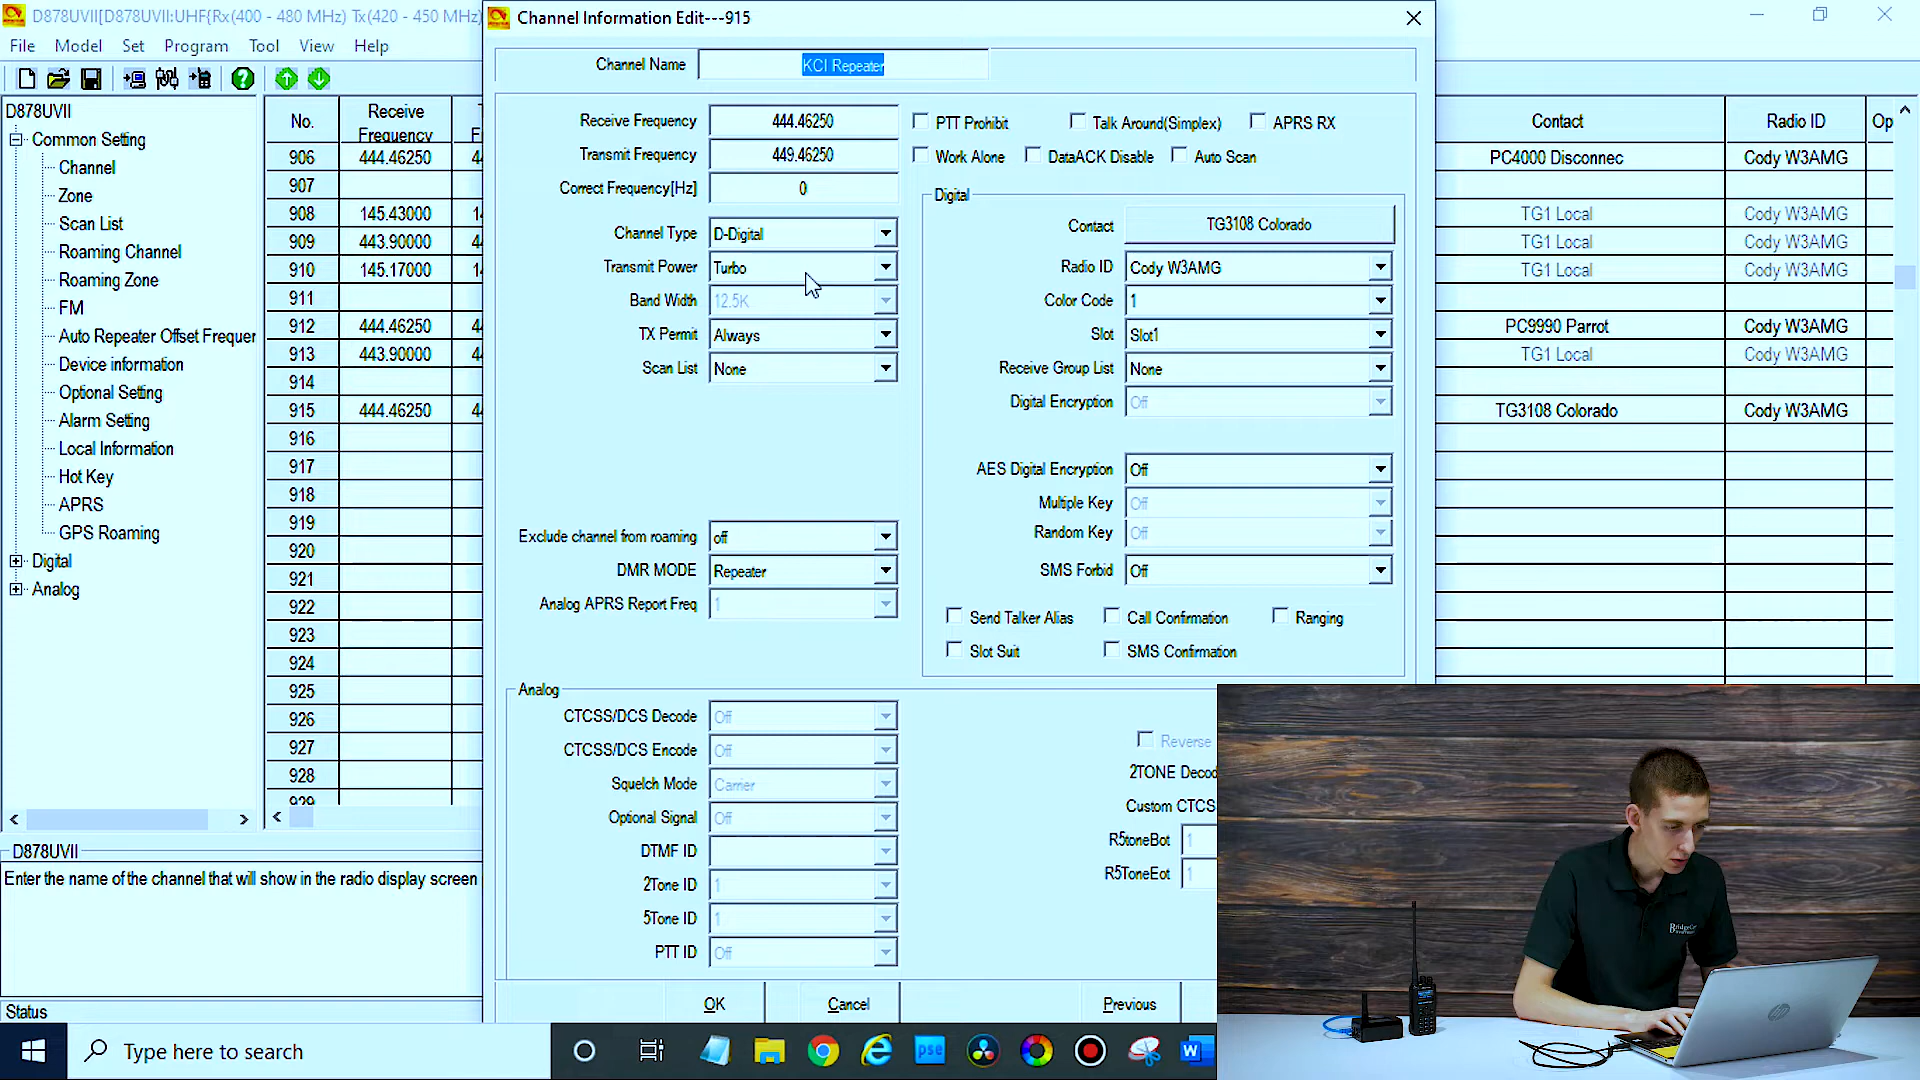 D878UVII[D878UVII:UHF{Rx(400 - 480 MHz) Tx(420 - 450 MHz)
File Model Set Program Tool View Help
D878UVII
Common Setting
Channel
Zone
Scan List
Roaming Channel
Roaming Zone
FM
Auto Repeater Offset Frequer
Device information
Optional Setting
Alarm Setting
Local Information
Hot Key
APRS
GPS Roaming
Digital
Analog
D878UVII
Enter the name of the channel that will show in the radio display screen
Status
No. Receive Frequency
906 444.46250
907
908 145.43000
909 443.90000
910 145.17000
911
912 444.46250
913 443.90000
914
915 444.46250
916
917
918
919
920
921
922
923
924
925
926
927
928
929
Channel Information Edit---915
Channel Name KCI Repeater
Receive Frequency 444.46250
Transmit Frequency 449.46250
Correct Frequency[Hz] 0
Channel Type D-Digital
Transmit Power Turbo
Band Width 12.5K
TX Permit Always
Scan List None
Exclude channel from roaming off
DMR MODE Repeater
Analog APRS Report Freq 1
PTT Prohibit Talk Around(Simplex) APRS RX
Work Alone DataACK Disable Auto Scan
Digital
Contact TG3108 Colorado
Radio ID Cody W3AMG
Color Code 1
Slot Slot1
Receive Group List None
Digital Encryption Off
AES Digital Encryption Off
Multiple Key Off
Random Key Off
SMS Forbid Off
Send Talker Alias Call Confirmation Ranging
Slot Suit SMS Confirmation
Analog
CTCSS/DCS Decode Off
CTCSS/DCS Encode Off
Squelch Mode Carrier
Optional Signal Off
DTMF ID
2Tone ID 1
5Tone ID 1
PTT ID Off
Reverse
2TONE Decod
Custom CTCS
R5toneBot 1
R5ToneEot 1
OK Cancel Previous
Contact Radio ID Op
PC4000 Disconnec Cody W3AMG
TG1 Local Cody W3AMG
TG1 Local Cody W3AMG
TG1 Local Cody W3AMG
PC9990 Parrot Cody W3AMG
TG1 Local Cody W3AMG
TG3108 Colorado Cody W3AMG
Type here to search
pse
W
hp